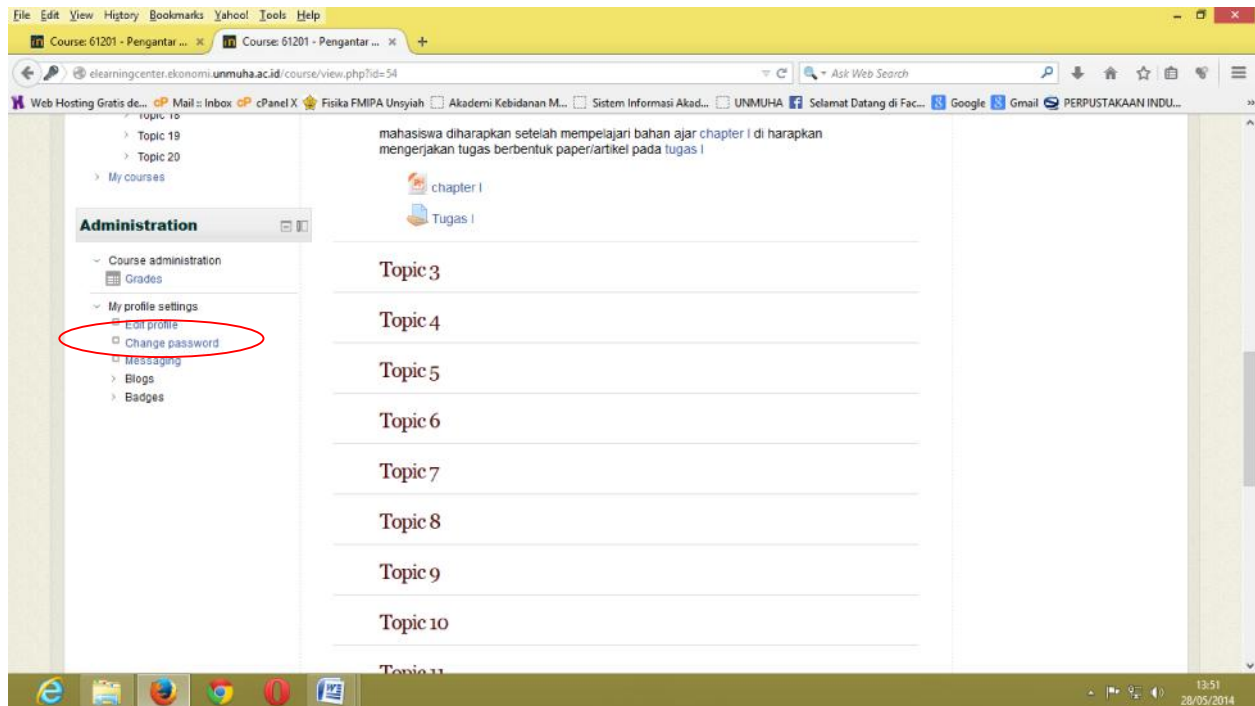 File Edit View History Bookmarks Yahoo! Tools Help
Course: 61201 - Pengantar ... Course: 61201 - Pengantar ...
elearningcenter.ekonomi.unmuha.ac.id/course/view.php?id=54 Ask Web Search
Web Hosting Gratis de... Mail :: Inbox cPanel X Fisika FMIPA Unsyiah Akademi Kebidanan M... Sistem Informasi Akad... UNMUHA Selamat Datang di Fac... Google Gmail PERPUSTAKAAN INDU...
Topic 18
Topic 19
Topic 20
My courses
Administration
Course administration
Grades
My profile settings
Edit profile
Change password
Messaging
Blogs
Badges
mahasiswa diharapkan setelah mempelajari bahan ajar chapter I di harapkan
mengerjakan tugas berbentuk paper/artikel pada tugas I
chapter I
Tugas I
Topic 3
Topic 4
Topic 5
Topic 6
Topic 7
Topic 8
Topic 9
Topic 10
Topic 11
13:51
28/05/2014